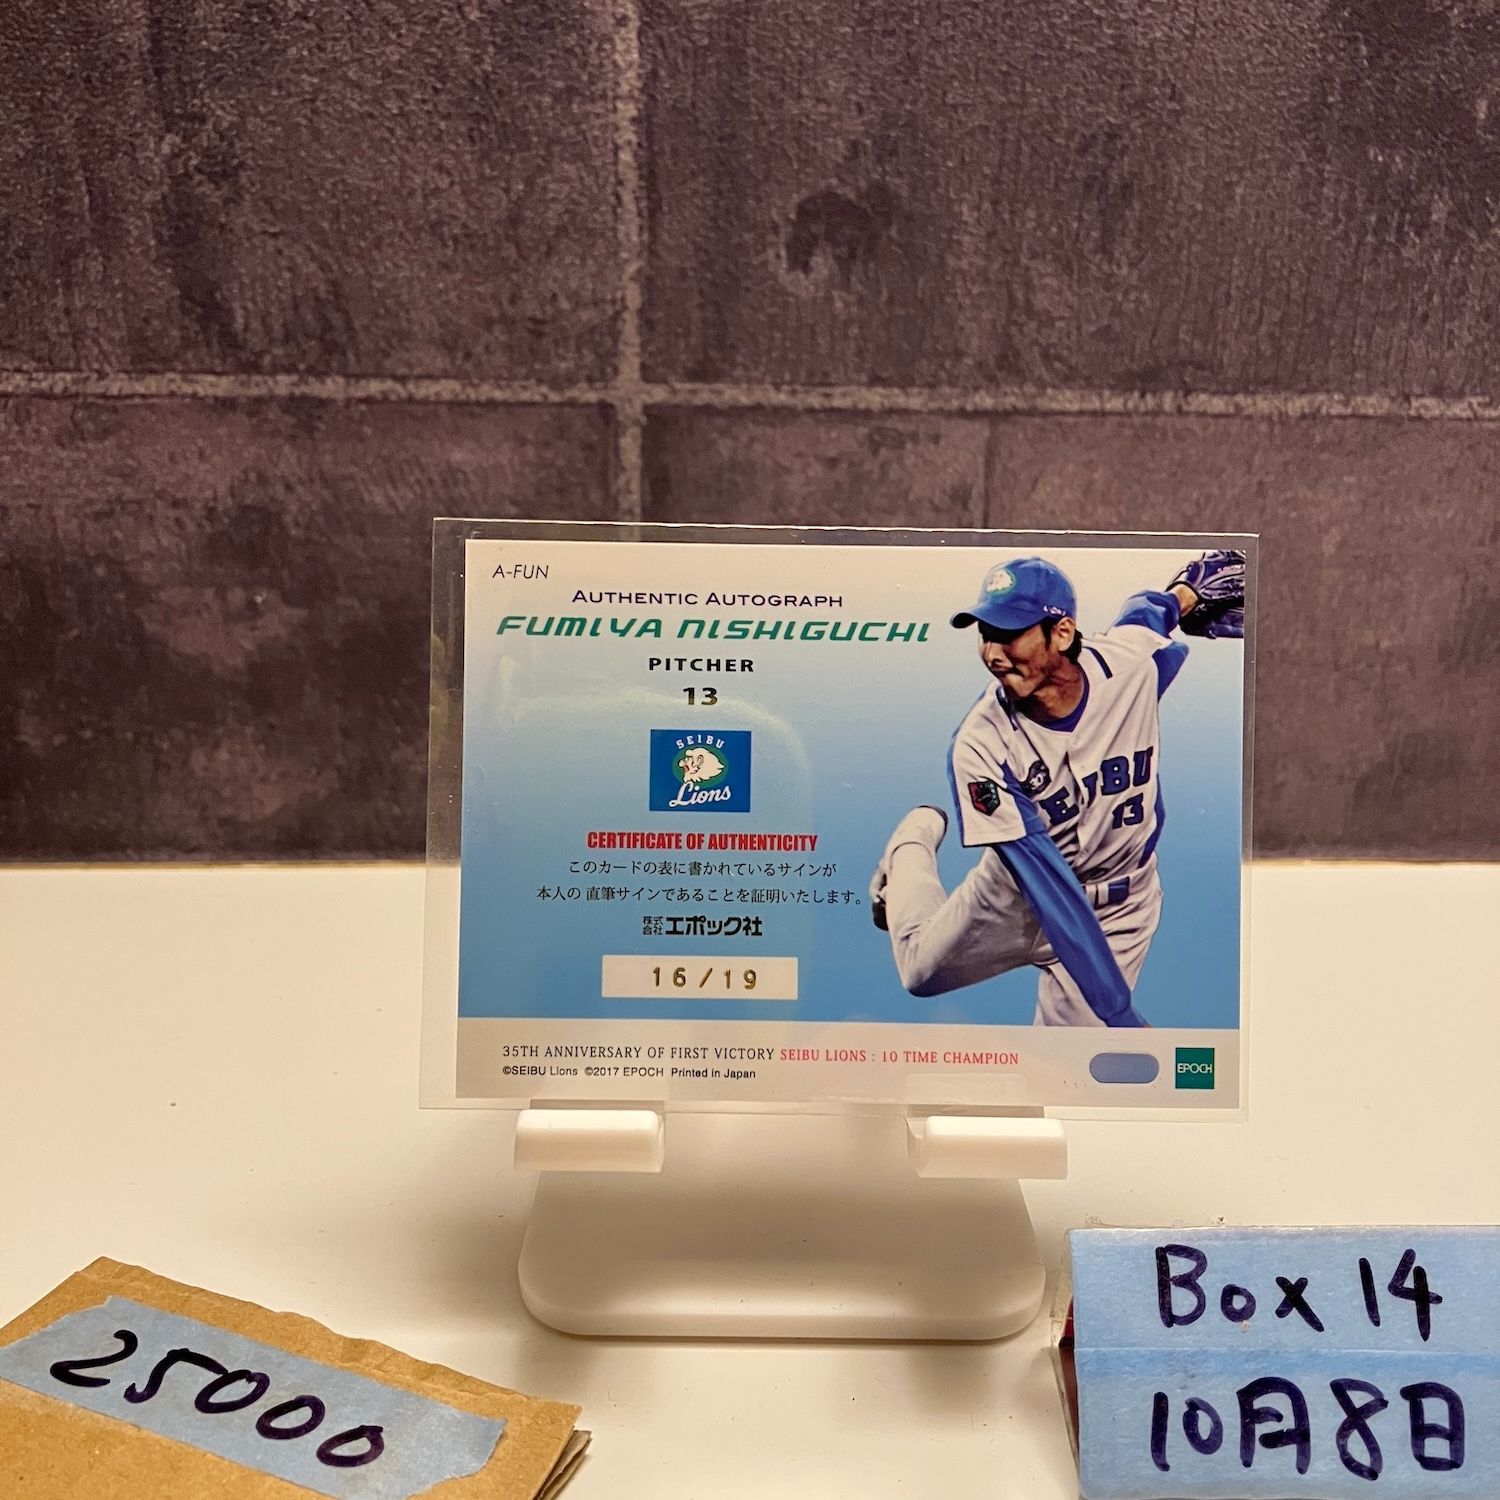 A-FUN
AUTHENTIC AUTOGRAPH
FUMIYA NISHIGUCHI
PITCHER
13
SEIBU
Lions
SEIBU
13
CERTIFICATE OF AUTHENTICITY
このカードの表に書かれているサインが
本人の 直筆サインであることを証明いたします。
株式会社エポック社
16/19
35TH ANNIVERSARY OF FIRST VICTORY SEIBU LIONS : 10 TIME CHAMPION
©SEIBU Lions ©2017 EPOCH Printed in Japan
EPOCH
25000
Box 14
10月8日